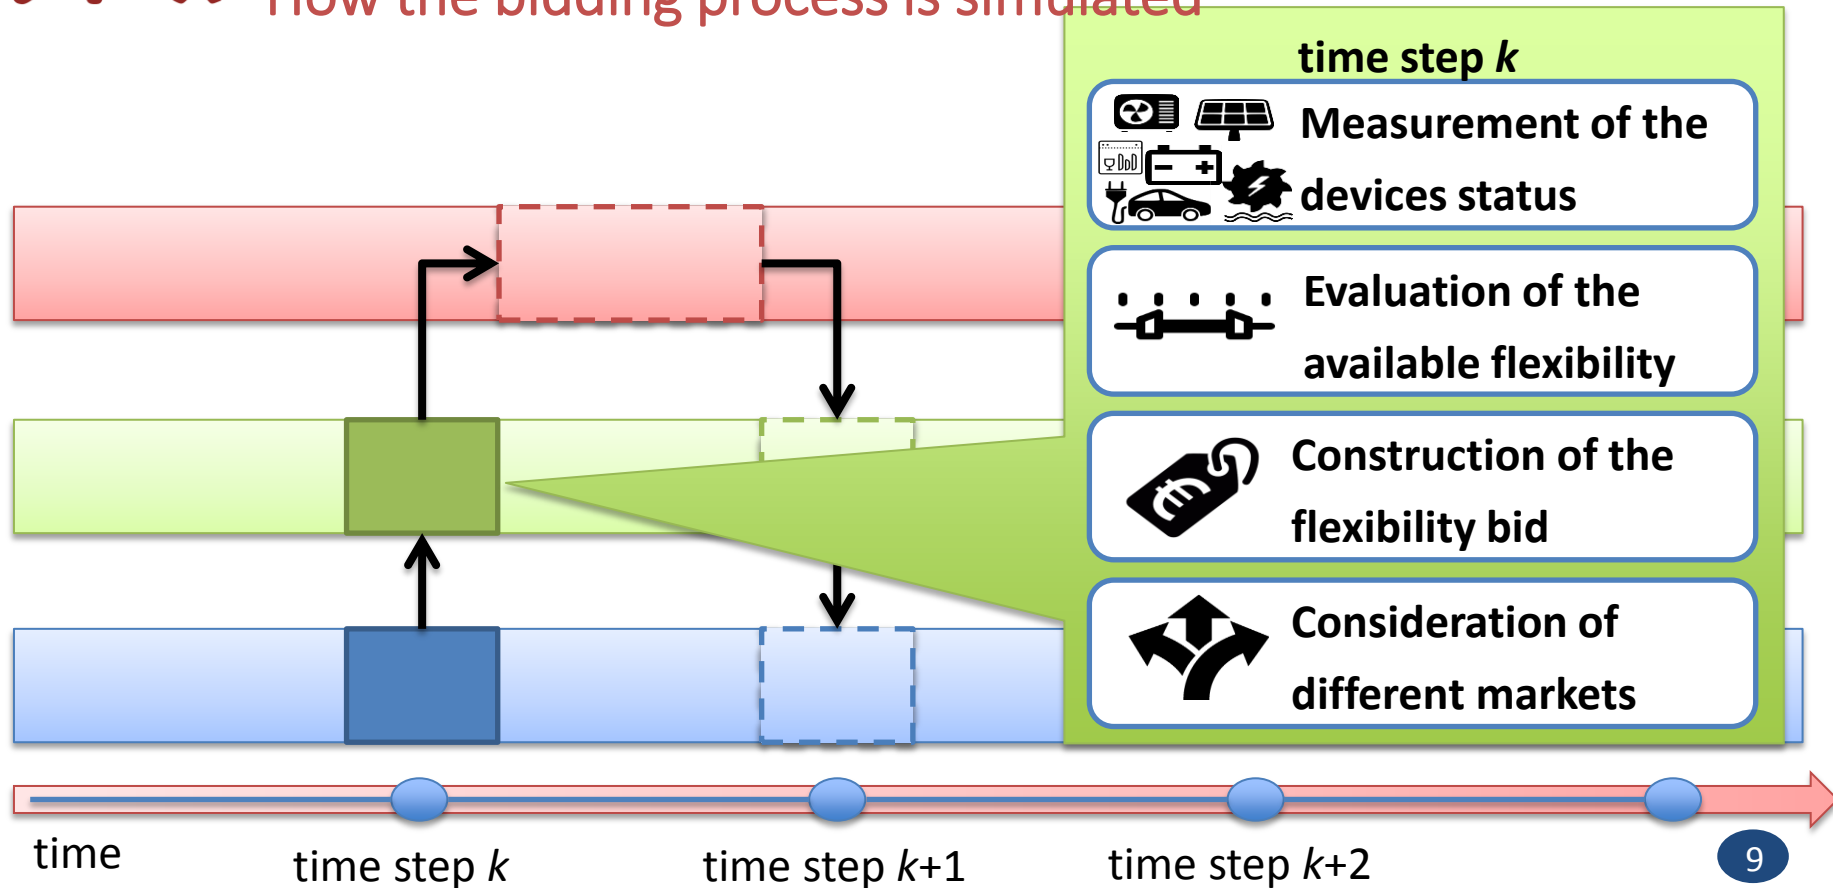 How the bidding process is simulated
time step k
Measurement of the
devices status
Evaluation of the
available flexibility
Construction of the
flexibility bid
Consideration of
different markets
time
time step k
time step k+1
time step k+2
9